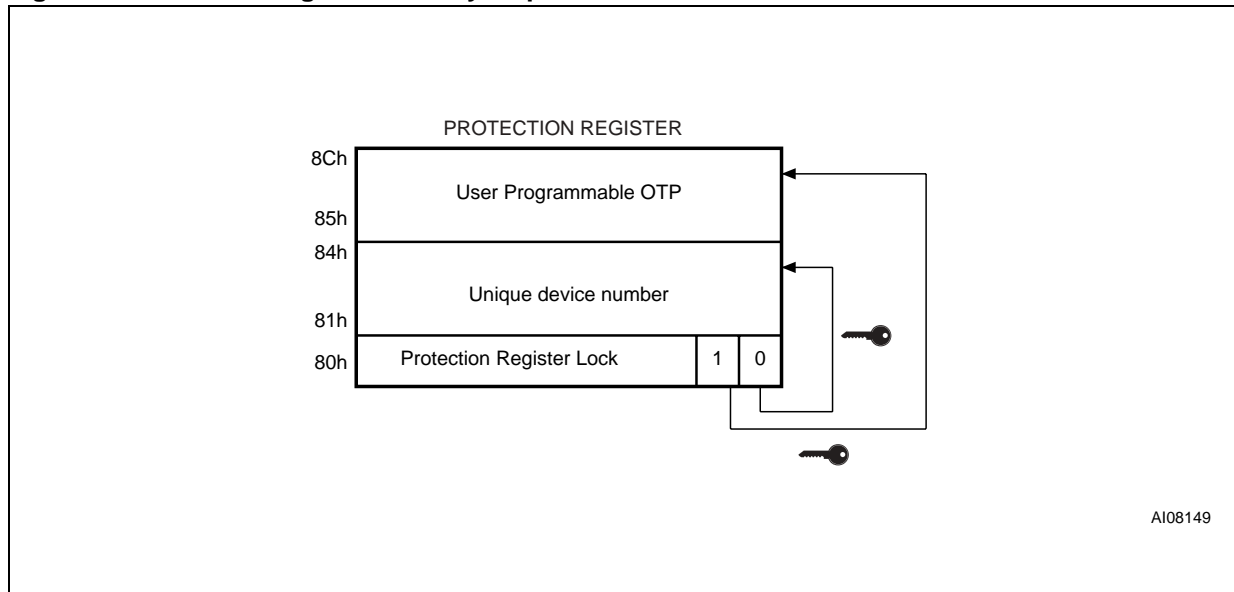 PROTECTION REGISTER
8Ch
User Programmable OTP
85h
84h
Unique device number
81h
80h Protection Register Lock 1 0
AI08149